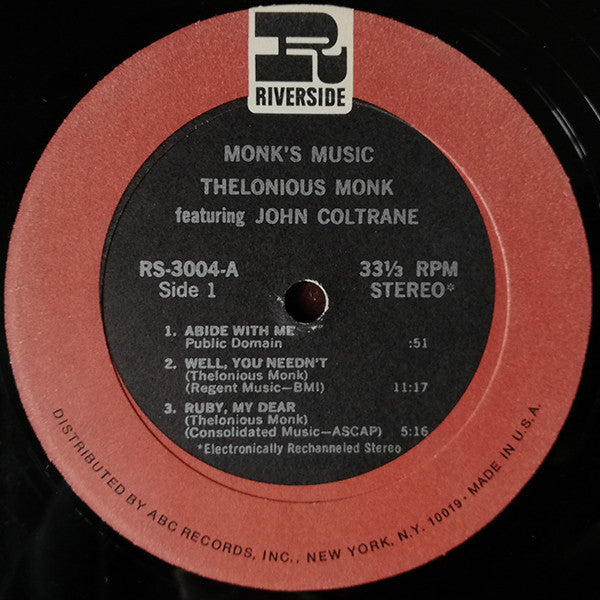 R
RIVERSIDE
MONK'S MUSIC
THELONIOUS MONK
featuring JOHN COLTRANE
RS-3004-A 33⅓ RPM
Side 1 STEREO*
1. ABIDE WITH ME
Public Domain :51
2. WELL, YOU NEEDN'T
(Thelonious Monk)
(Regent Music—BMI) 11:17
3. RUBY, MY DEAR
(Thelonious Monk)
(Consolidated Music—ASCAP) 5:16
*Electronically Rechanneled Stereo
DISTRIBUTED BY ABC RECORDS, INC., NEW YORK, N.Y. 10019 • MADE IN U.S.A.